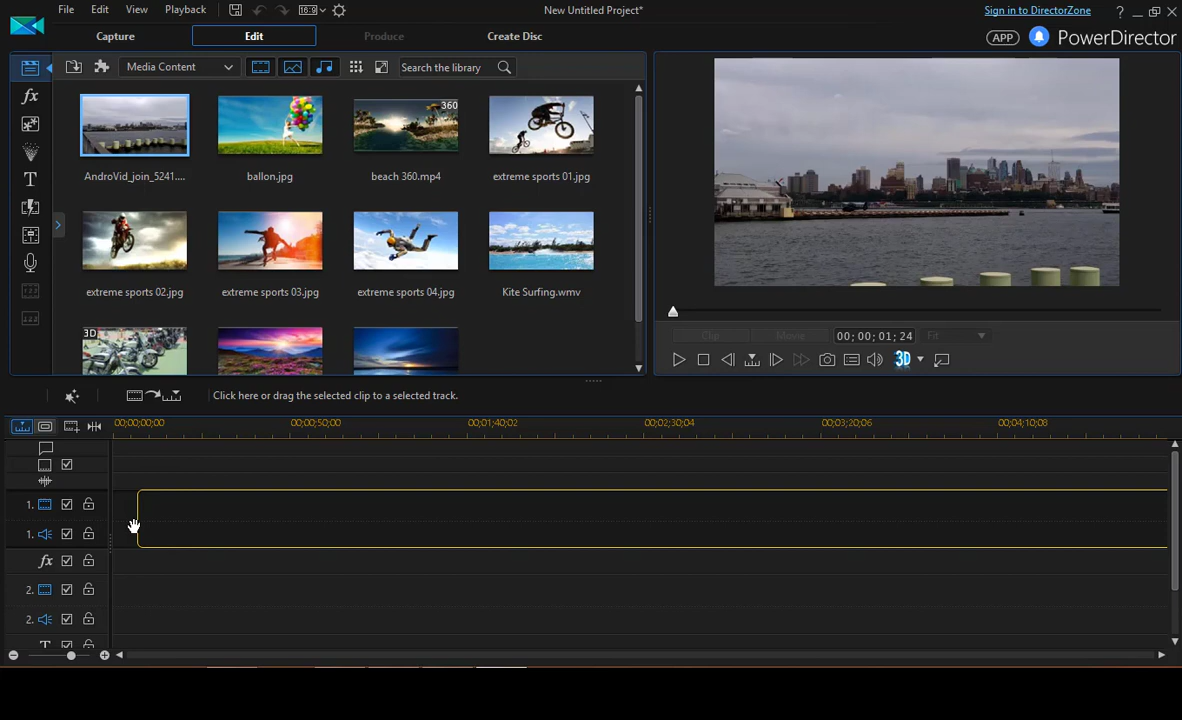 File Edit View Playback 16:9 New Untitled Project* Sign in to DirectorZone ?
Capture Edit Produce Create Disc APP PowerDirector
Media Content Search the library
fx
T
360
AndroVid_join_5241.... ballon.jpg beach 360.mp4 extreme sports 01.jpg
extreme sports 02.jpg extreme sports 03.jpg extreme sports 04.jpg Kite Surfing.wmv
3D
Clip Movie 00; 00; 01; 24 Fit
3D
Click here or drag the selected clip to a selected track.
00;00;00;00 00;00;50;00 00;01;40;02 00;02;30;04 00;03;20;06 00;04;10;08
1.
1.
fx
2.
2.
T